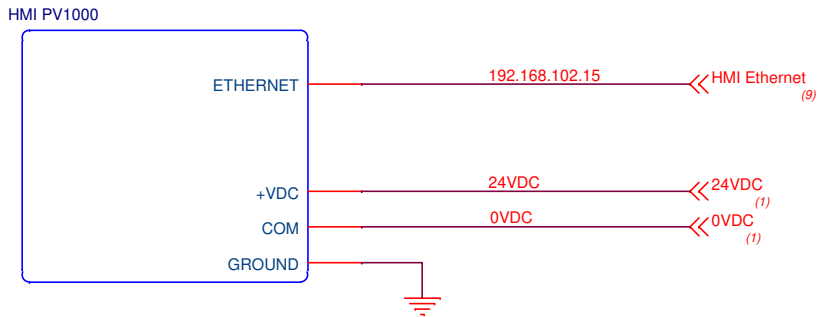 HMI PV1000
ETHERNET
192.168.102.15
HMI Ethernet
(9)
+VDC
24VDC
24VDC
(1)
COM
0VDC
0VDC
(1)
GROUND